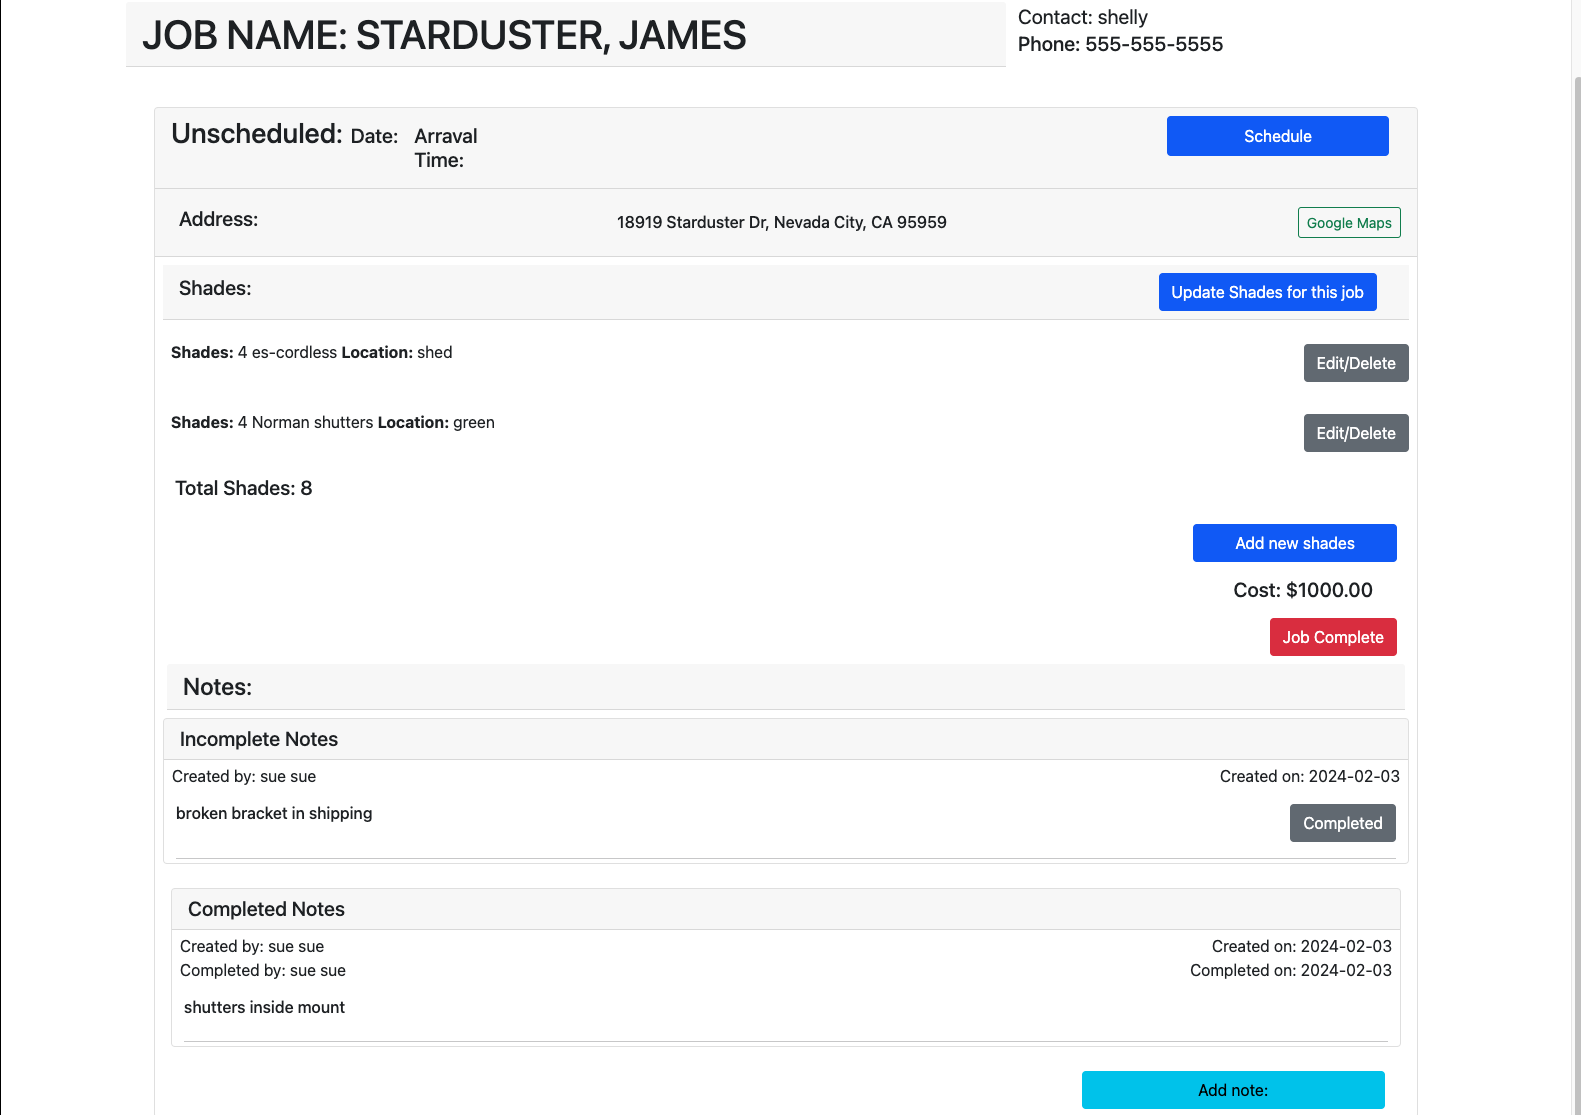 JOB NAME: STARDUSTER, JAMES
Contact: shelly
Phone: 555-555-5555
Unscheduled: Date: Arraval
Time:
Schedule
Address:
18919 Starduster Dr, Nevada City, CA 95959
Google Maps
Shades:
Update Shades for this job
Shades: 4 es-cordless Location: shed
Edit/Delete
Shades: 4 Norman shutters Location: green
Edit/Delete
Total Shades: 8
Add new shades
Cost: $1000.00
Job Complete
Notes:
Incomplete Notes
Created by: sue sue
Created on: 2024-02-03
broken bracket in shipping
Completed
Completed Notes
Created by: sue sue
Created on: 2024-02-03
Completed by: sue sue
Completed on: 2024-02-03
shutters inside mount
Add note: